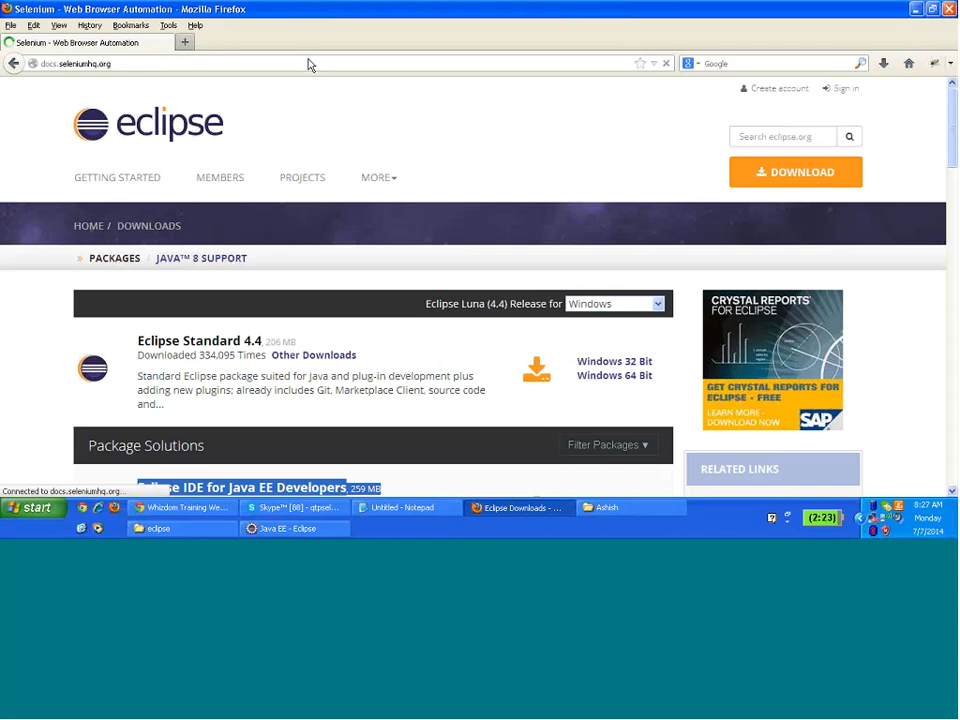 Selenium - Web Browser Automation - Mozilla Firefox
File Edit View History Bookmarks Tools Help
Selenium - Web Browser Automation +
docs.seleniumhq.org
Google
Create account Sign in
eclipse
Search eclipse.org
DOWNLOAD
GETTING STARTED MEMBERS PROJECTS MORE
HOME / DOWNLOADS
» PACKAGES / JAVA™ 8 SUPPORT
Eclipse Luna (4.4) Release for Windows
CRYSTAL REPORTS®
FOR ECLIPSE
Eclipse Standard 4.4, 206 MB
Downloaded 334,095 Times Other Downloads
Windows 32 Bit
Windows 64 Bit
Standard Eclipse package suited for Java and plug-in development plus
adding new plugins; already includes Git, Marketplace Client, source code
and...
GET CRYSTAL REPORTS FOR
ECLIPSE - FREE
LEARN MORE -
DOWNLOAD NOW
SAP
Package Solutions
Filter Packages ▼
RELATED LINKS
IDE for Java EE Developers, 259 MB
Connected to docs.seleniumhq.org...
start
Whizdom Training We...
Skype™ [88] - qtpsel...
Untitled - Notepad
Eclipse Downloads - ...
Ashish
eclipse
Java EE - Eclipse
(2:23)
8:27 AM
Monday
7/7/2014